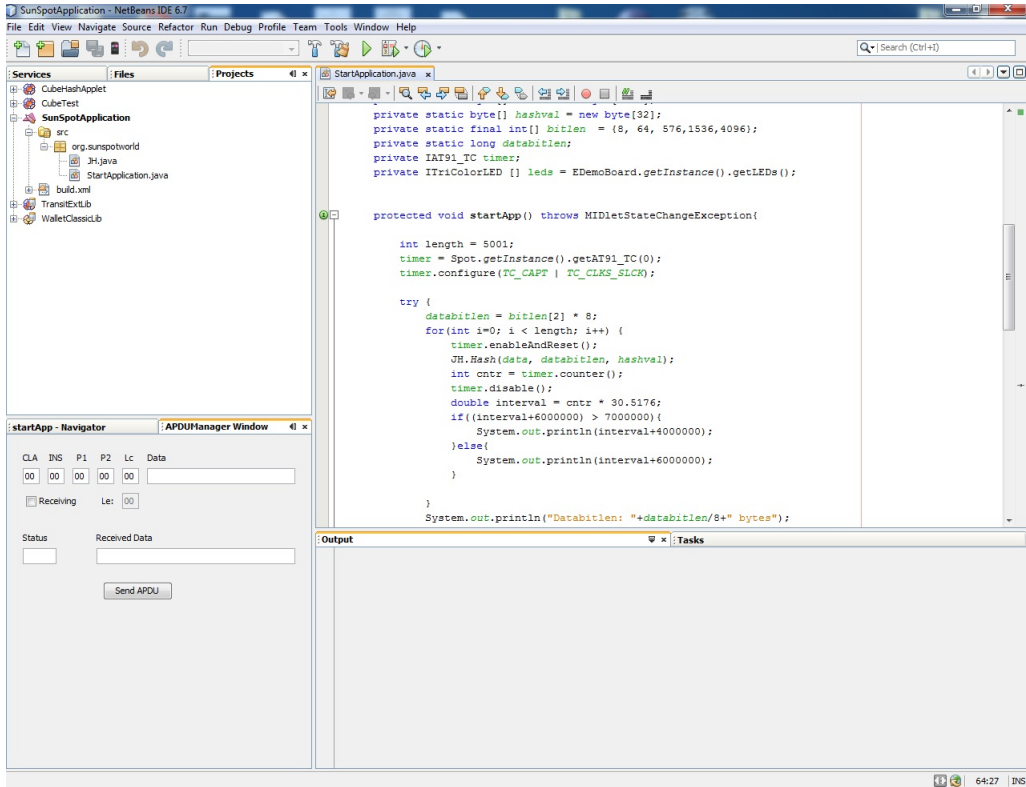 SunSpotApplication - NetBeans IDE 6.7
File Edit View Navigate Source Refactor Run Debug Profile Team Tools Window Help
Search (Ctrl+I)
Services Files Projects
CubeHashApplet
CubeTest
SunSpotApplication
src
org.sunspotworld
JH.java
StartApplication.java
build.xml
TransitExtLib
WalletClassicLib
StartApplication.java
private static byte[] hashval = new byte[32];
private static final int[] bitlen = {8, 64, 576,1536,4096};
private static long databitlen;
private IAT91_TC timer;
private ITriColorLED [] leds = EDemoBoard.getInstance().getLEDs();
protected void startApp() throws MIDletStateChangeException{
int length = 5001;
timer = Spot.getInstance().getAT91_TC(0);
timer.configure(TC_CAPT | TC_CLKS_SLCK);
try {
databitlen = bitlen[2] * 8;
for(int i=0; i < length; i++) {
timer.enableAndReset();
JH.Hash(data, databitlen, hashval);
int cntr = timer.counter();
timer.disable();
double interval = cntr * 30.5176;
if((interval+6000000) > 7000000){
System.out.println(interval+4000000);
}else{
System.out.println(interval+6000000);
}
}
System.out.println("Databitlen: "+databitlen/8+" bytes");
startApp - Navigator APDUManager Window
CLA INS P1 P2 Lc Data
00 00 00 00 00
Receiving Le: 00
Status Received Data
Send APDU
Output Tasks
64:27 INS